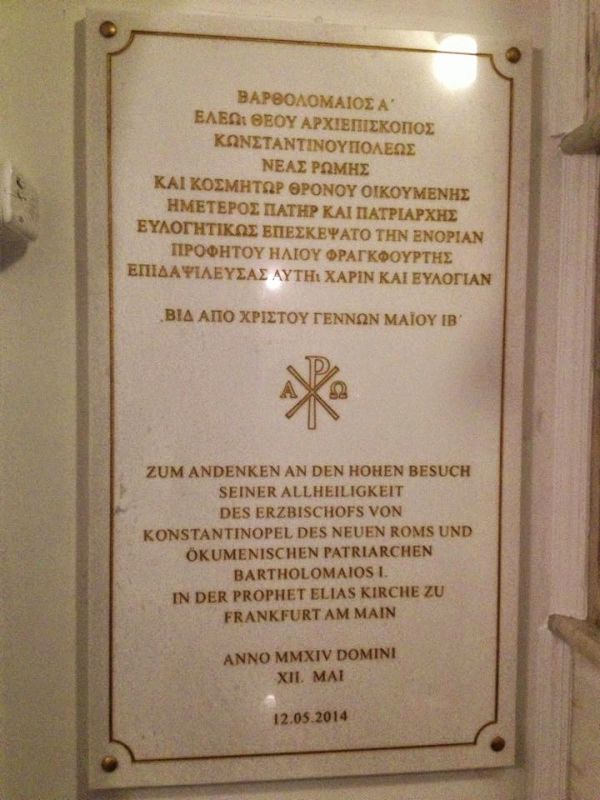 ΒΑΡΘΟΛΟΜΑΙΟΣ Α΄
ΕΛΕΩι ΘΕΟΥ ΑΡΧΙΕΠΙΣΚΟΠΟΣ
ΚΩΝΣΤΑΝΤΙΝΟΥΠΟΛΕΩΣ
ΝΕΑΣ ΡΩΜΗΣ
ΚΑΙ ΚΟΣΜΗΤΩΡ ΘΡΟΝΟΥ ΟΙΚΟΥΜΕΝΗΣ
ΗΜΕΤΕΡΟΣ ΠΑΤΗΡ ΚΑΙ ΠΑΤΡΙΑΡΧΗΣ
ΕΥΛΟΓΗΤΙΚΩΣ ΕΠΕΣΚΕΨΑΤΟ ΤΗΝ ΕΝΟΡΙΑΝ
ΠΡΟΦΗΤΟΥ ΗΛΙΟΥ ΦΡΑΓΚΦΟΥΡΤΗΣ
ΕΠΙΔΑΨΙΛΕΥΣΑΣ ΑΥΤΗι ΧΑΡΙΝ ΚΑΙ ΕΥΛΟΓΙΑΝ
͵ΒΙΔ ΑΠΟ ΧΡΙΣΤΟΥ ΓΕΝΝΩΝ ΜΑΪΟΥ ΙΒ΄
Α Ω
ZUM ANDENKEN AN DEN HOHEN BESUCH
SEINER ALLHEILIGKEIT
DES ERZBISCHOFS VON
KONSTANTINOPEL DES NEUEN ROMS UND
ÖKUMENISCHEN PATRIARCHEN
BARTHOLOMAIOS I.
IN DER PROPHET ELIAS KIRCHE ZU
FRANKFURT AM MAIN
ANNO MMXIV DOMINI
XII. MAI
12.05.2014